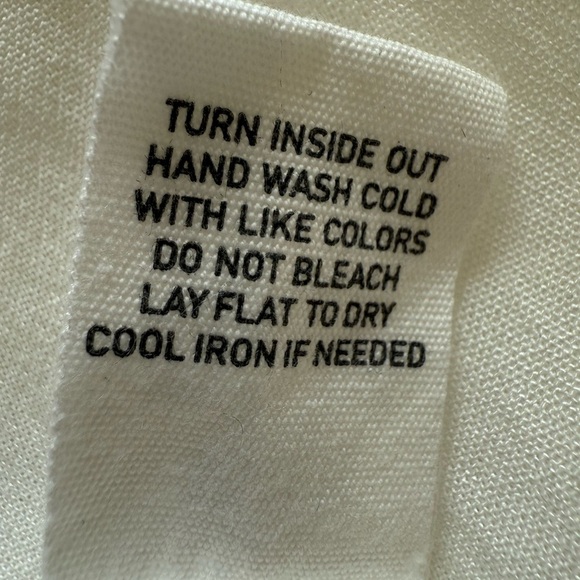 TURN INSIDE OUT
HAND WASH COLD
WITH LIKE COLORS
DO NOT BLEACH
LAY FLAT TO DRY
COOL IRON IF NEEDED